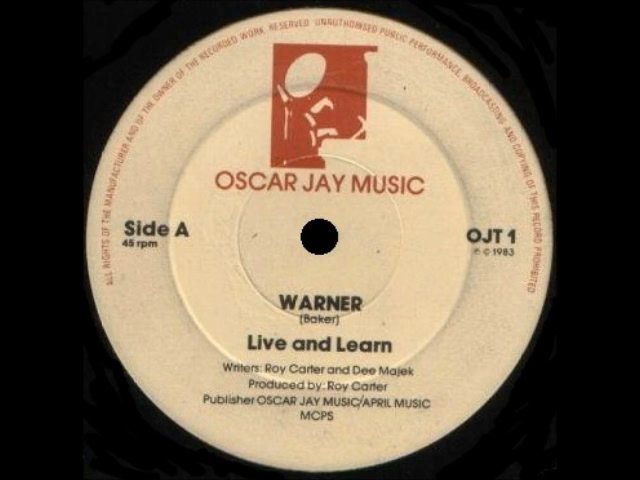 ALL RIGHTS OF THE MANUFACTURER AND OF THE OWNER OF THE RECORDED WORK RESERVED UNAUTHORISED PUBLIC PERFORMANCE, BROADCASTING AND COPYING OF THIS RECORD PROHIBITED
OSCAR JAY MUSIC
Side A
45 rpm
OJT 1
℗ © 1983
WARNER
(Baker)
Live and Learn
Writers: Roy Carter and Dee Majek
Produced by: Roy Carter
Publisher OSCAR JAY MUSIC/APRIL MUSIC
MCPS